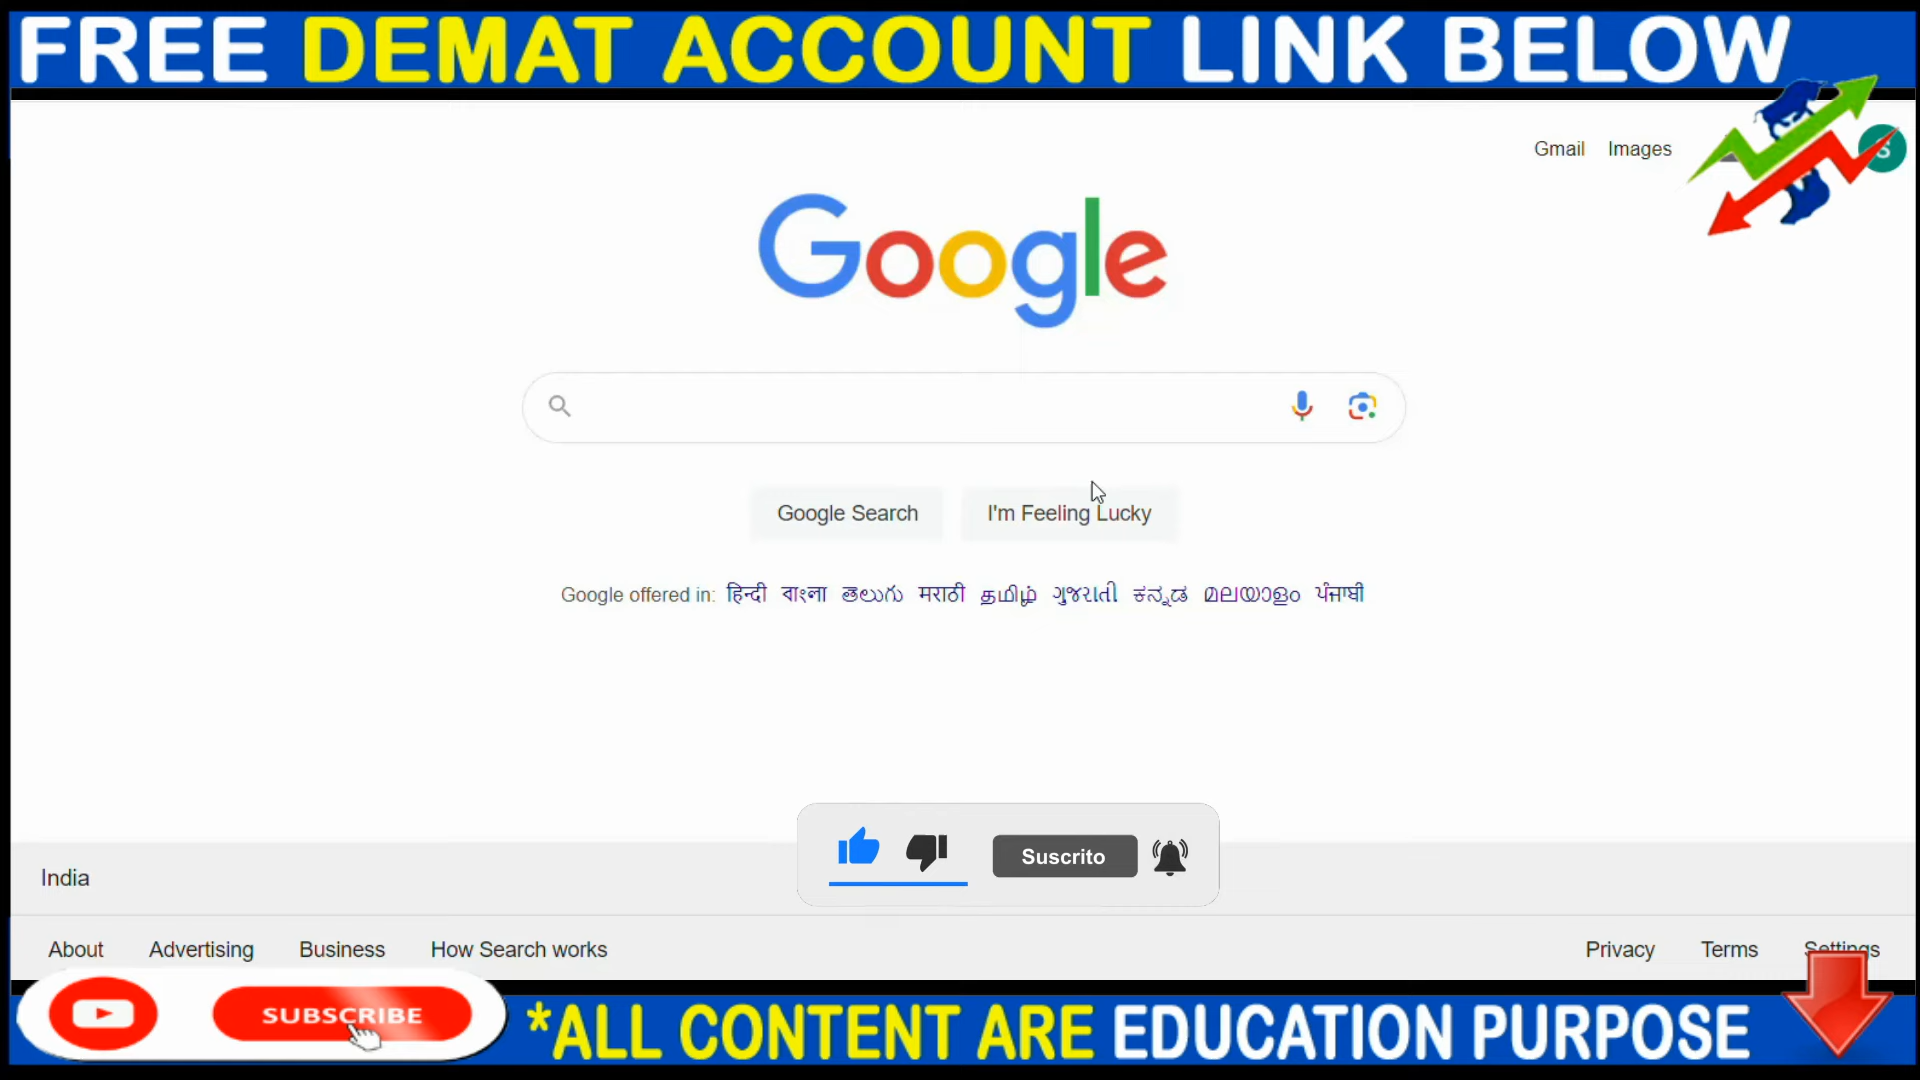 FREE DEMAT ACCOUNT LINK BELOW
Gmail Images S
Google
Google Search I'm Feeling Lucky
Google offered in: हिन्दी বাংলা తెలుగు मराठी தமிழ் ગુજરાતી ಕನ್ನಡ മലയാളം ਪੰਜਾਬੀ
Suscrito
India
About Advertising Business How Search works Privacy Terms Settings
SUBSCRIBE
*ALL CONTENT ARE EDUCATION PURPOSE